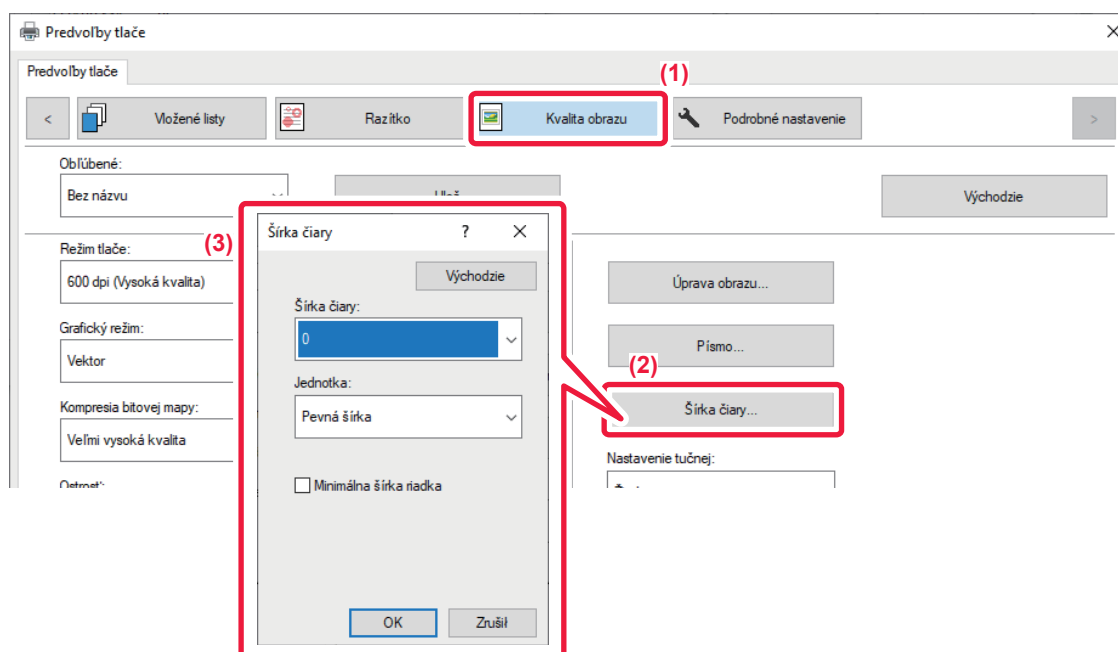 Predvoľby tlače
Predvoľby tlače
(1)
< Vložené listy Razítko Kvalita obrazu Podrobné nastavenie >
Obľúbené:
Bez názvu Východzie
(3) Šírka čiary ? ×
Režim tlače:
600 dpi (Vysoká kvalita)
Východzie
Úprava obrazu...
Šírka čiary:
0
Grafický režim:
Vektor
Písmo...
(2)
Jednotka:
Pevná šírka
Kompresia bitovej mapy:
Veľmi vysoká kvalita
Šírka čiary...
Nastavenie tučnej:
Minimálna šírka riadka
Ostrosť:
OK Zrušiť